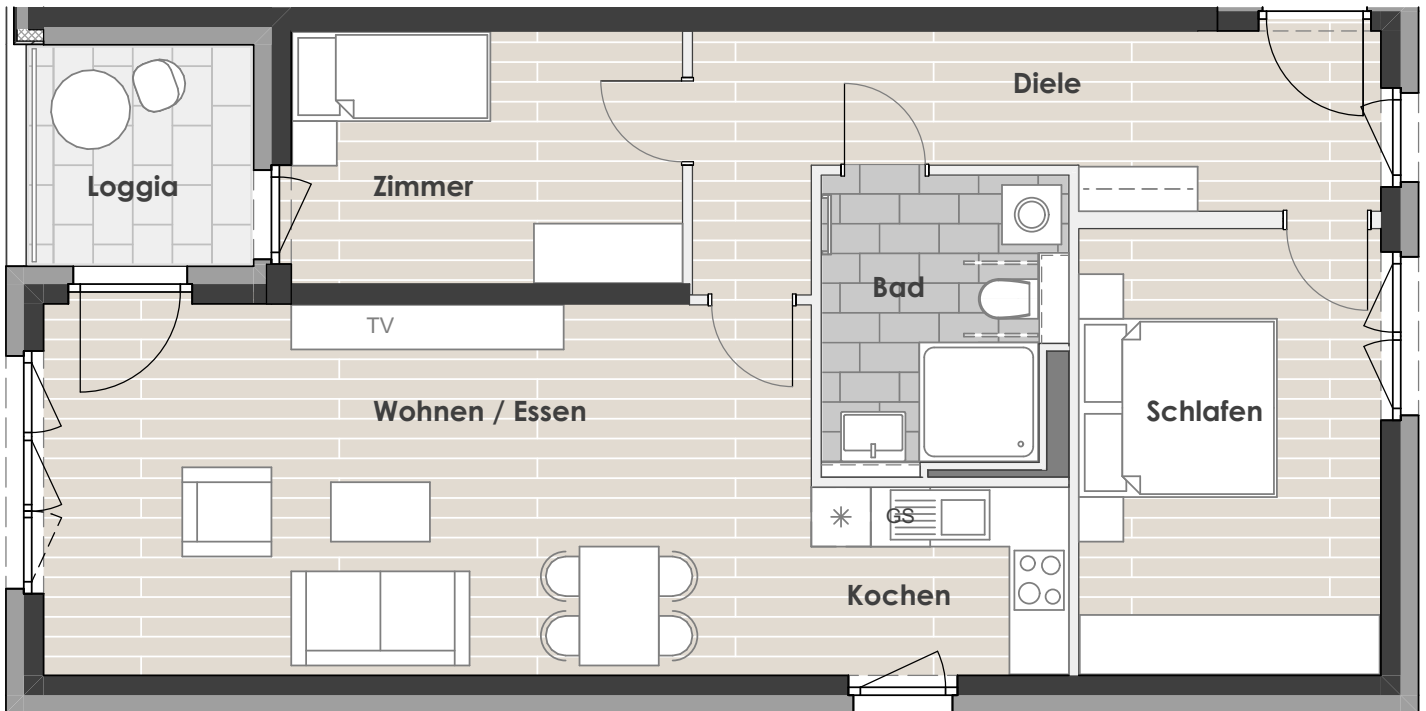 Diele
Loggia
Zimmer
Bad
TV
Wohnen / Essen
Schlafen
GS
Kochen